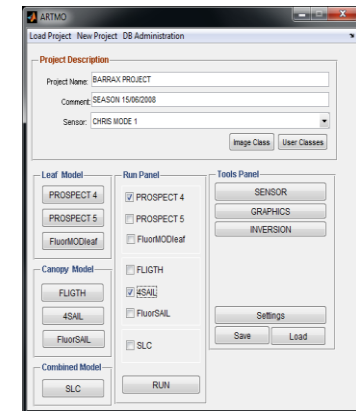 ARTMO
Load Project New Project DB Administration
Project Description
Project Name: BARRAX PROJECT
Comment: SEASON 15/06/2008
Sensor: CHRIS MODE 1
Image Class User Classes
Leaf Model
PROSPECT 4
PROSPECT 5
FluorMODleaf
Canopy Model
FLIGTH
4SAIL
FluorSAIL
Combined Model
SLC
Run Panel
PROSPECT 4
PROSPECT 5
FluorMODleaf
FLIGTH
4SAIL
FluorSAIL
SLC
RUN
Tools Panel
SENSOR
GRAPHICS
INVERSION
Settings
Save Load